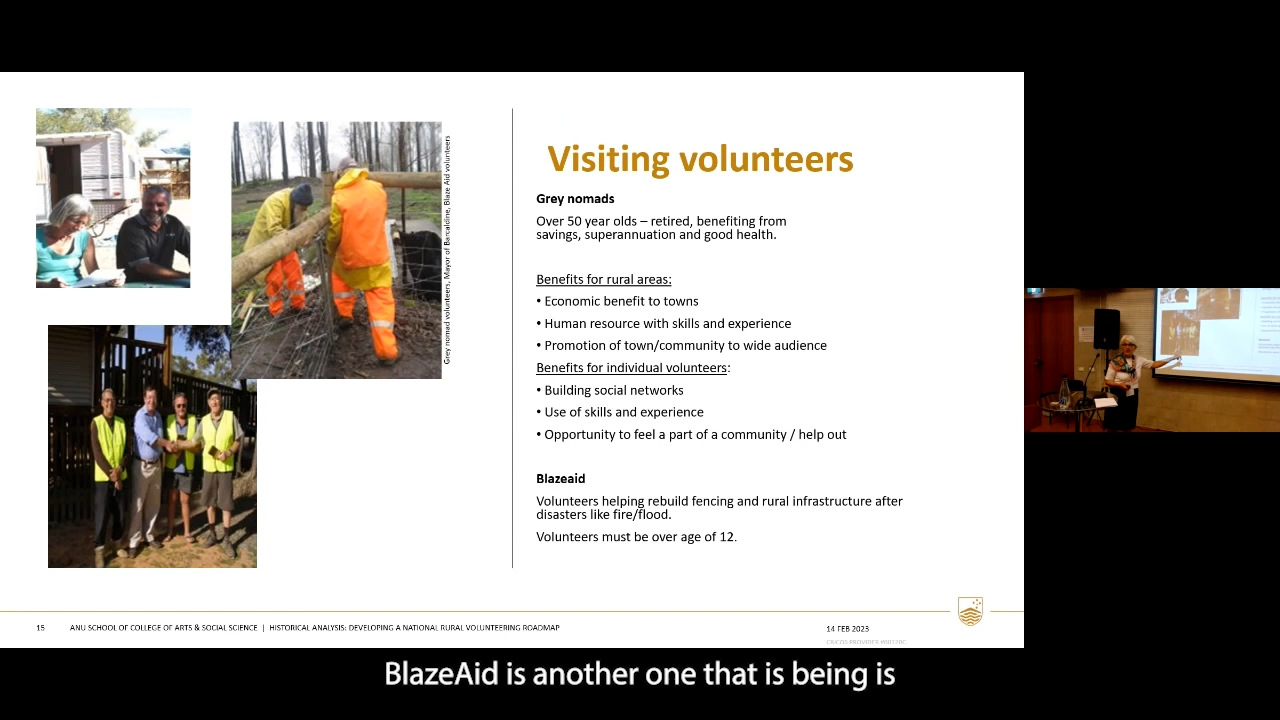 Visiting volunteers
Grey nomads
Over 50 year olds – retired, benefiting from
savings, superannuation and good health.
Benefits for rural areas:
• Economic benefit to towns
• Human resource with skills and experience
• Promotion of town/community to wide audience
Benefits for individual volunteers:
• Building social networks
• Use of skills and experience
• Opportunity to feel a part of a community / help out
Blazeaid
Volunteers helping rebuild fencing and rural infrastructure after
disasters like fire/flood.
Volunteers must be over age of 12.
Grey nomad volunteers, Mayor of Barcaldine, Blaze Aid volunteers
15 ANU SCHOOL OF COLLEGE OF ARTS & SOCIAL SCIENCE | HISTORICAL ANALYSIS: DEVELOPING A NATIONAL RURAL VOLUNTEERING ROADMAP
14 FEB 2023
CRICOS PROVIDER #00120C
BlazeAid is another one that is being is